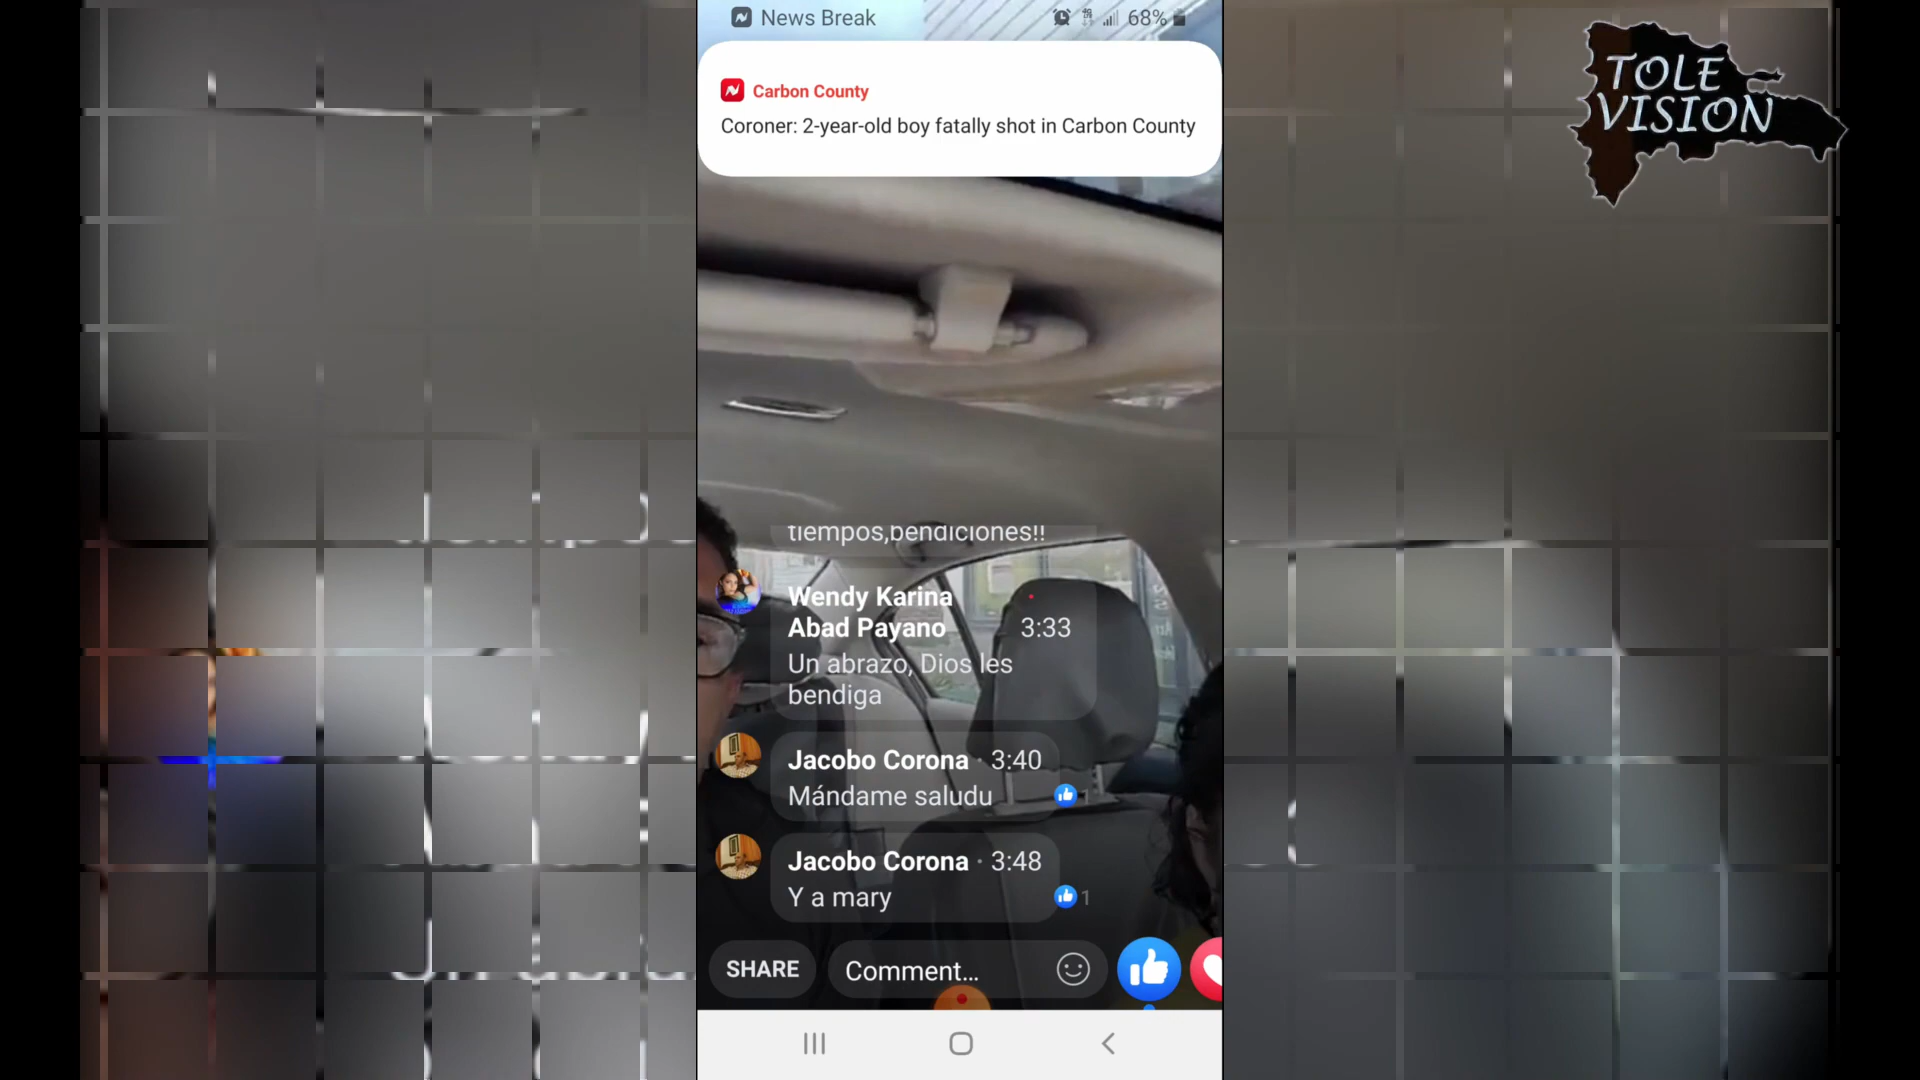 News Break
68%
TOLE
VISION
Carbon County
Coroner: 2-year-old boy fatally shot in Carbon County
tiempos,bendiciones!!
Wendy Karina
Abad Payano 3:33
Un abrazo, Dios les
bendiga
Jacobo Corona · 3:40
Mándame saludu
1
Jacobo Corona · 3:48
Y a mary
1
SHARE
Comment...